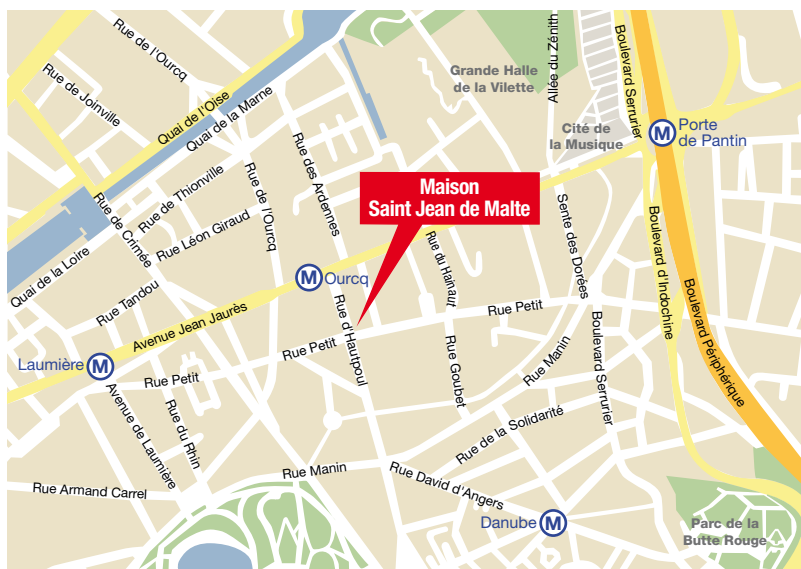 Rue de
l'Ourcq
Rue de Joinville
Quai de l'Oise
Quai de la Marne
Grande Halle
de la Vilette
Allée du Zénith
Boulevard Serrurier
Cité de
la Musique
M
Porte
de Pantin
Rue de Thionville
Rue de Crimée
Rue Léon Giraud
Rue de
l'Ourcq
Rue des Ardennes
Maison
Saint Jean de Malte
Quai de la Loire
Rue Tandou
Avenue Jean Jaurès
M
Ourcq
Rue du Hainaut
Sente des Dorées
Boulevard d'Indochine
Boulevard Périphérique
Rue Petit
Rue d'Hautpoul
Rue Petit
Laumière
M
Rue Petit
Rue Goubet
Rue Manin
Boulevard Serrurier
Avenue de
Laumière
Rue du Rhin
Rue de la Solidarité
Rue Manin
Rue Armand Carrel
Rue David d'Angers
Danube
M
Parc de la
Butte Rouge